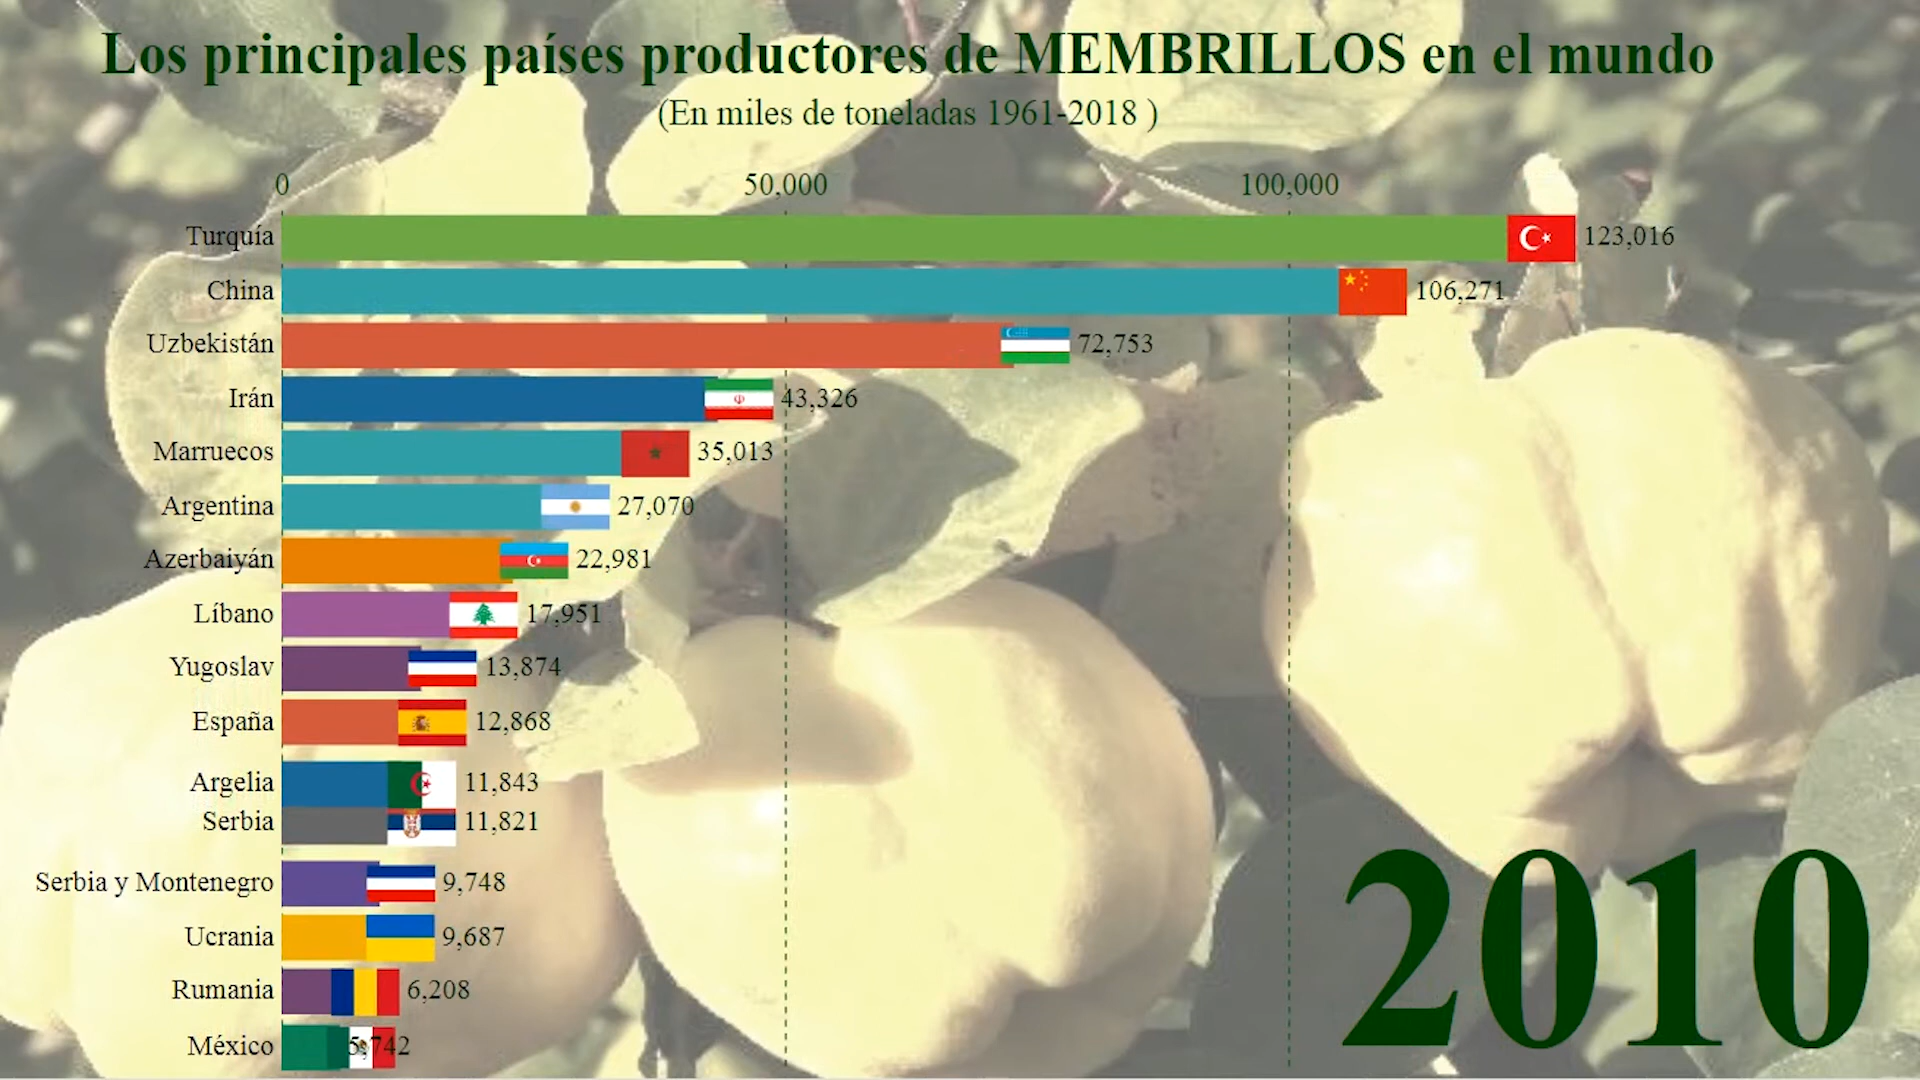 Los principales países productores de MEMBRILLOS en el mundo
(En miles de toneladas 1961-2018 )
0 50,000 100,000
Turquía 123,016
China 106,271
Uzbekistán 72,753
Irán 43,326
Marruecos 35,013
Argentina 27,070
Azerbaiyán 22,981
Líbano 17,951
Yugoslav 13,874
España 12,868
Argelia 11,843
Serbia 11,821
Serbia y Montenegro 9,748
Ucrania 9,687
Rumania 6,208
México 5,742
2010